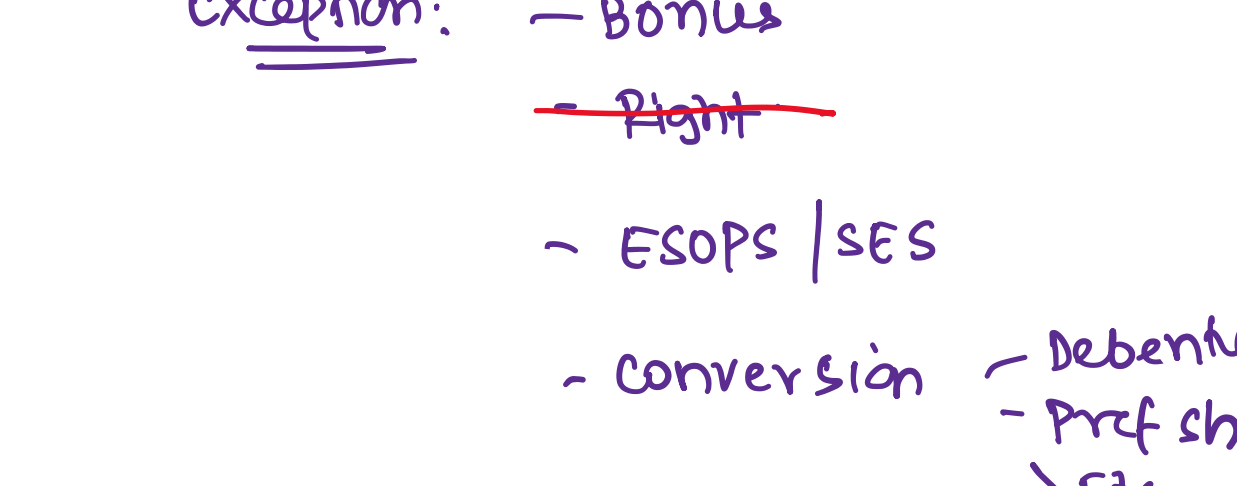 Exception:
- Bonus
- Right
- ESOPS | SES
- Conversion - Debent
- Pref sh